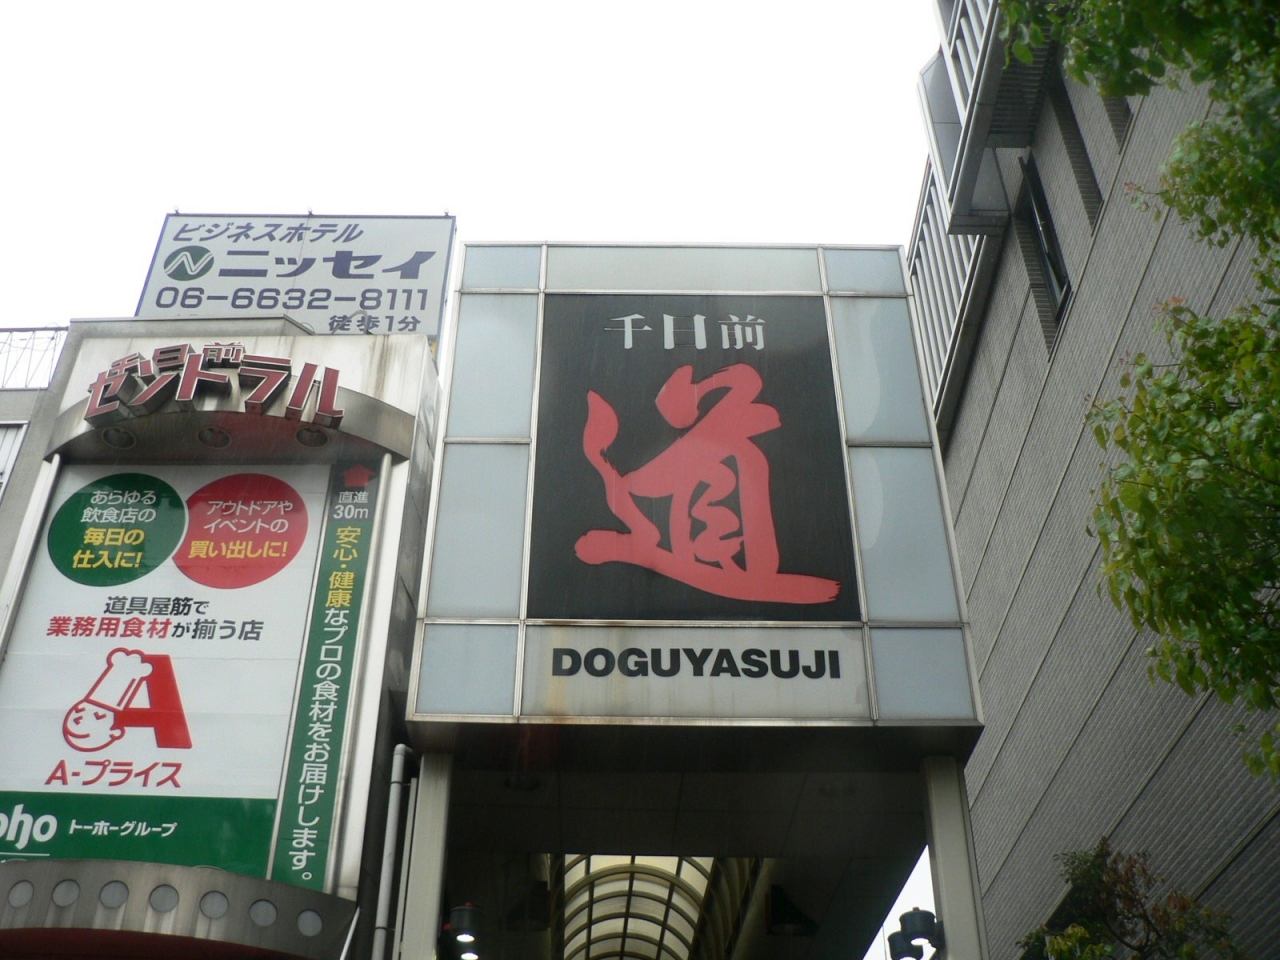 ビジネスホテル
ニッセイ
06-6632-8111
徒歩1分
千日前
セントラル
あらゆる
飲食店の
毎日の
仕入に!
アウトドアや
イベントの
買い出しに!
道具屋筋で
業務用食材が揃う店
A
A-プライス
oho トーホーグループ
直進
30m
安心・健康なプロの食材をお届けします。
千日前
道
DOGUYASUJI